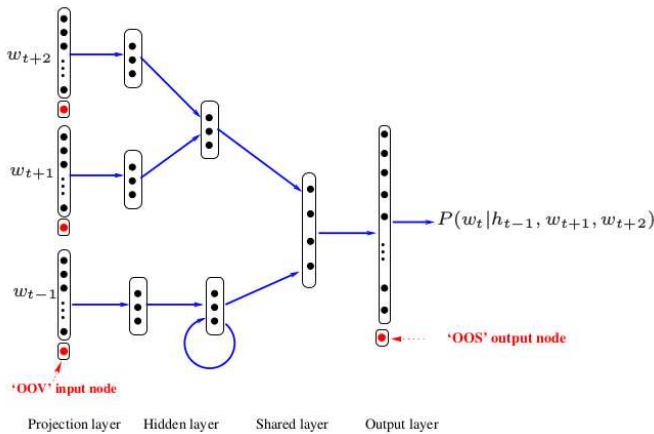 w_{t+2}
w_{t+1}
P(w_t|h_{t−1}, w_{t+1}, w_{t+2})
w_{t−1}
'OOS' output node
'OOV' input node
Projection layer Hidden layer Shared layer Output layer